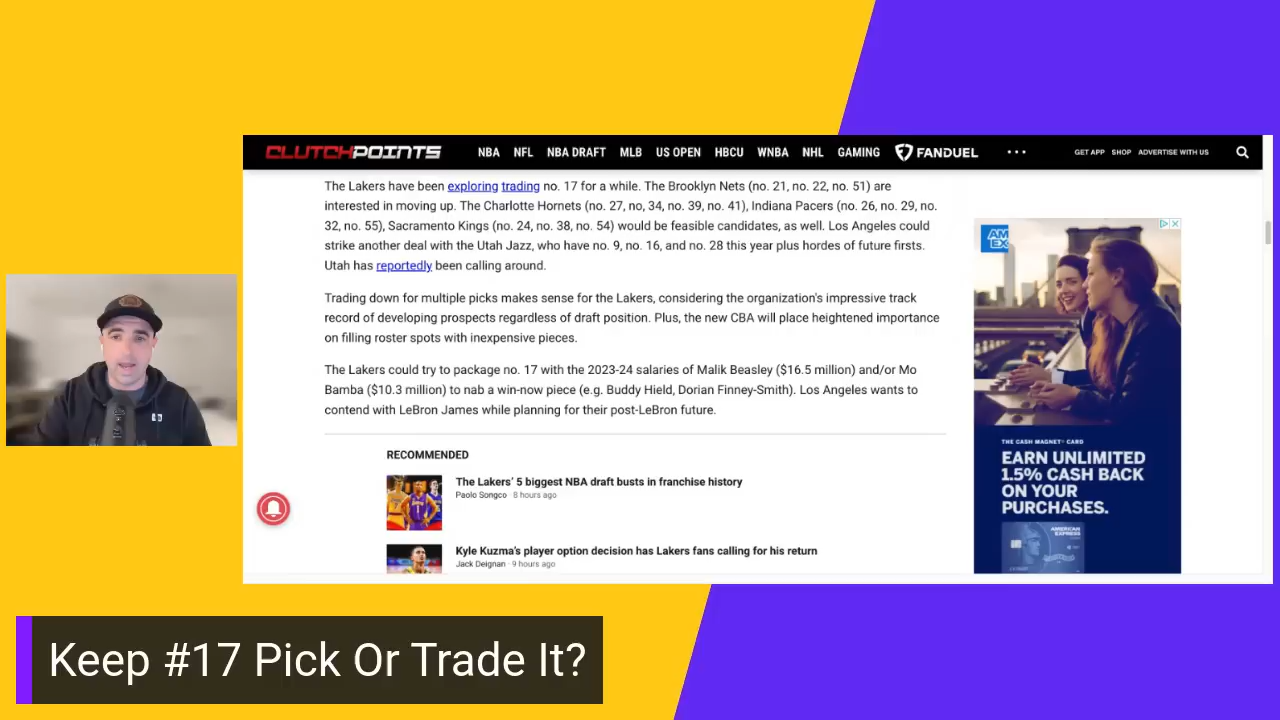 CLUTCHPOINTS NBA NFL NBA DRAFT MLB US OPEN HBCU WNBA NHL GAMING FANDUEL GET APP SHOP ADVERTISE WITH US
The Lakers have been exploring trading no. 17 for a while. The Brooklyn Nets (no. 21, no. 22, no. 51) are
interested in moving up. The Charlotte Hornets (no. 27, no, 34, no. 39, no. 41), Indiana Pacers (no. 26, no. 29, no.
32, no. 55), Sacramento Kings (no. 24, no. 38, no. 54) would be feasible candidates, as well. Los Angeles could
strike another deal with the Utah Jazz, who have no. 9, no. 16, and no. 28 this year plus hordes of future firsts.
Utah has reportedly been calling around.
Trading down for multiple picks makes sense for the Lakers, considering the organization's impressive track
record of developing prospects regardless of draft position. Plus, the new CBA will place heightened importance
on filling roster spots with inexpensive pieces.
The Lakers could try to package no. 17 with the 2023-24 salaries of Malik Beasley ($16.5 million) and/or Mo
Bamba ($10.3 million) to nab a win-now piece (e.g. Buddy Hield, Dorian Finney-Smith). Los Angeles wants to
contend with LeBron James while planning for their post-LeBron future.
RECOMMENDED
The Lakers' 5 biggest NBA draft busts in franchise history
Paolo Songco · 8 hours ago
Kyle Kuzma's player option decision has Lakers fans calling for his return
Jack Deignan · 9 hours ago
AM
EX
THE CASH MAGNET® CARD
EARN UNLIMITED
1.5% CASH BACK
ON YOUR
PURCHASES.
AMERICAN
EXPRESS
Keep #17 Pick Or Trade It?